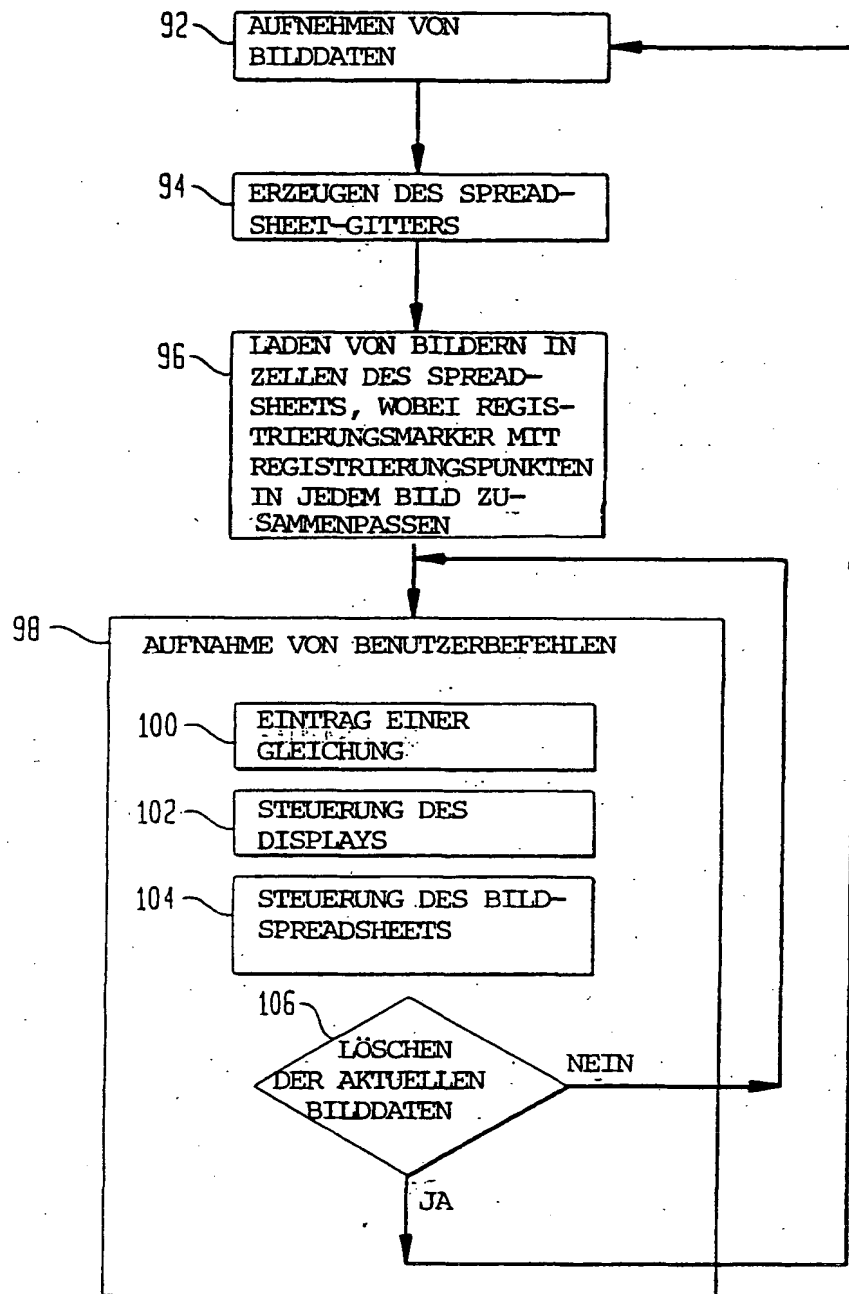 92
AUFNEHMEN VON
BILDDATEN
94
ERZEUGEN DES SPREAD-
SHEET-GITTERS
96
LADEN VON BILDERN IN
ZELLEN DES SPREAD-
SHEETS, WOBEI REGIS-
TRIERUNGSMARKER MIT
REGISTRIERUNGSPUNKTEN
IN JEDEM BILD ZU-
SAMMENPASSEN
98
AUFNAHME VON BENUTZERBEFEHLEN
100
EINTRAG EINER
GLEICHUNG
102
STEUERUNG DES
DISPLAYS
104
STEUERUNG DES BILD-
SPREADSHEETS
106
LÖSCHEN
DER AKTUELLEN
BILDDATEN
NEIN
JA